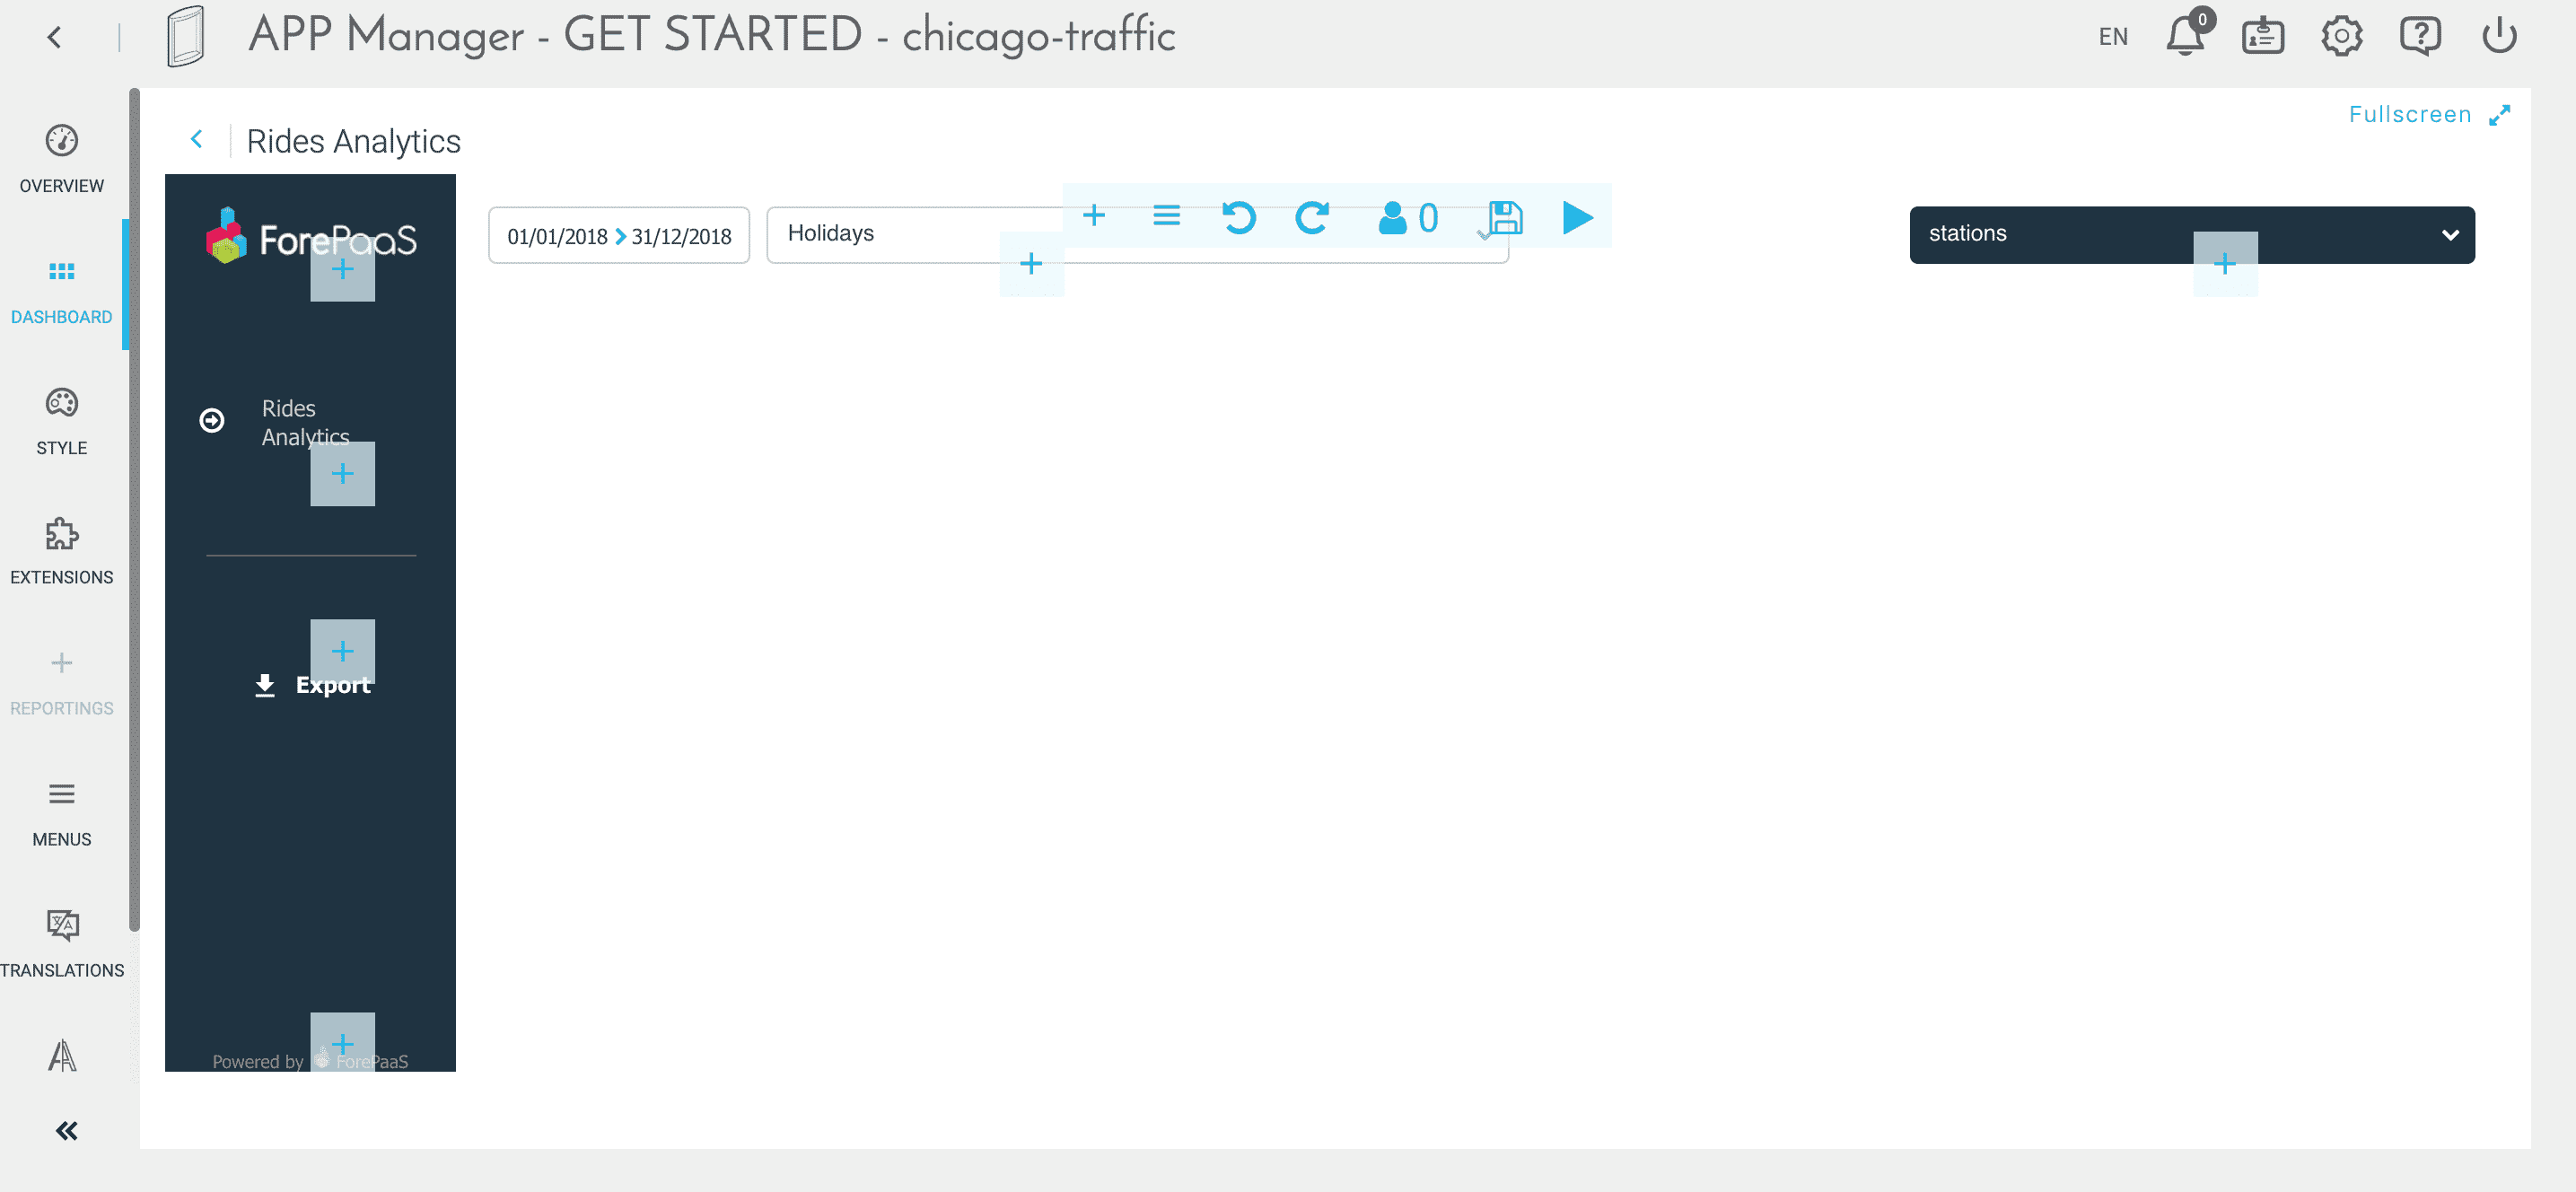 APP Manager - GET STARTED - chicago-traffic
EN
0
Fullscreen
Rides Analytics
OVERVIEW
DASHBOARD
STYLE
EXTENSIONS
REPORTINGS
MENUS
TRANSLATIONS
ForePaaS
01/01/2018 31/12/2018
Holidays
0
stations
Rides
Analytics
Export
Powered by ForePaaS